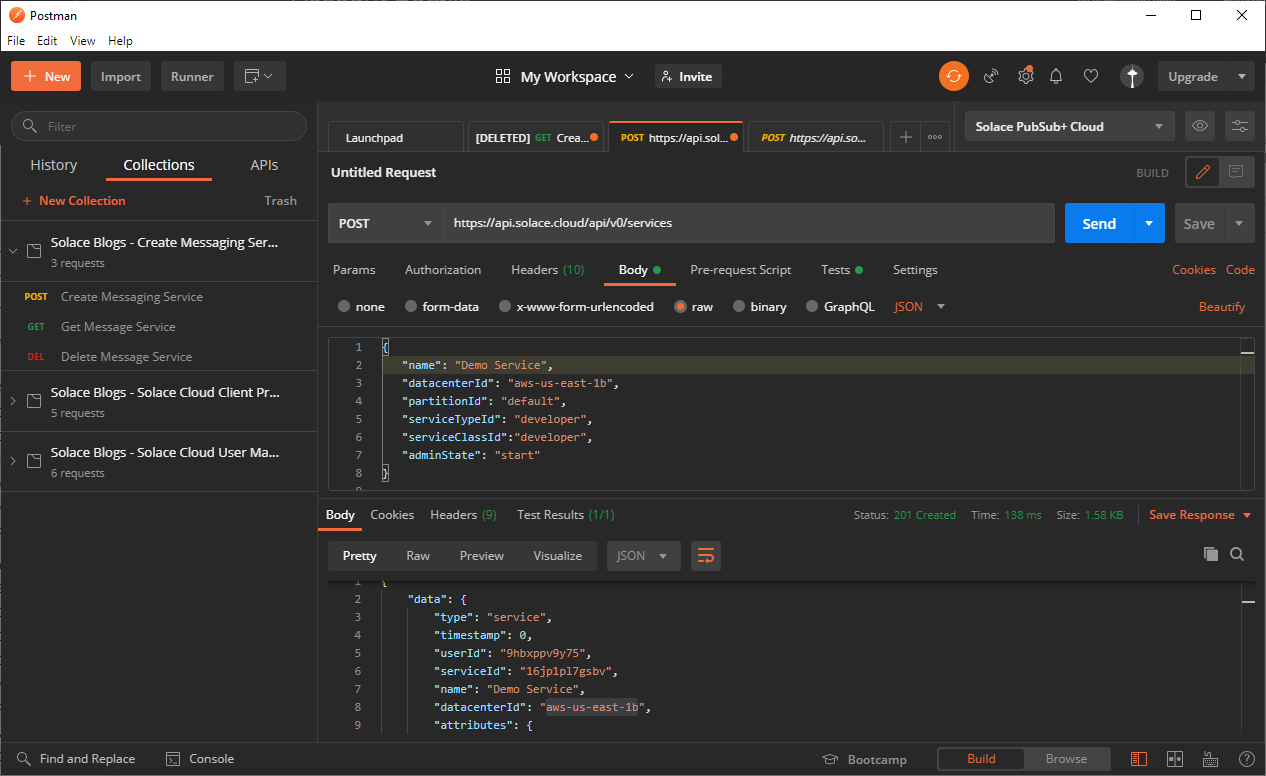 Postman
File Edit View Help
New Import Runner My Workspace Invite Upgrade
Filter
History Collections APIs
New Collection Trash
Solace Blogs - Create Messaging Ser...
3 requests
POST Create Messaging Service
GET Get Message Service
DEL Delete Message Service
Solace Blogs - Solace Cloud Client Pr...
5 requests
Solace Blogs - Solace Cloud User Ma...
6 requests
Launchpad [DELETED] GET Crea... POST https://api.sol... POST https://api.so... Solace PubSub+ Cloud
Untitled Request BUILD
POST https://api.solace.cloud/api/v0/services Send Save
Params Authorization Headers (10) Body Pre-request Script Tests Settings Cookies Code
none form-data x-www-form-urlencoded raw binary GraphQL JSON Beautify
1 {
2 "name": "Demo Service",
3 "datacenterId": "aws-us-east-1b",
4 "partitionId": "default",
5 "serviceTypeId": "developer",
6 "serviceClassId":"developer",
7 "adminState": "start"
8 }
Body Cookies Headers (9) Test Results (1/1) Status: 201 Created Time: 138 ms Size: 1.58 KB Save Response
Pretty Raw Preview Visualize JSON
1 {
2 "data": {
3 "type": "service",
4 "timestamp": 0,
5 "userId": "9hbxppv9y75",
6 "serviceId": "16jp1pl7gsbv",
7 "name": "Demo Service",
8 "datacenterId": "aws-us-east-1b",
9 "attributes": {
Find and Replace Console Bootcamp Build Browse